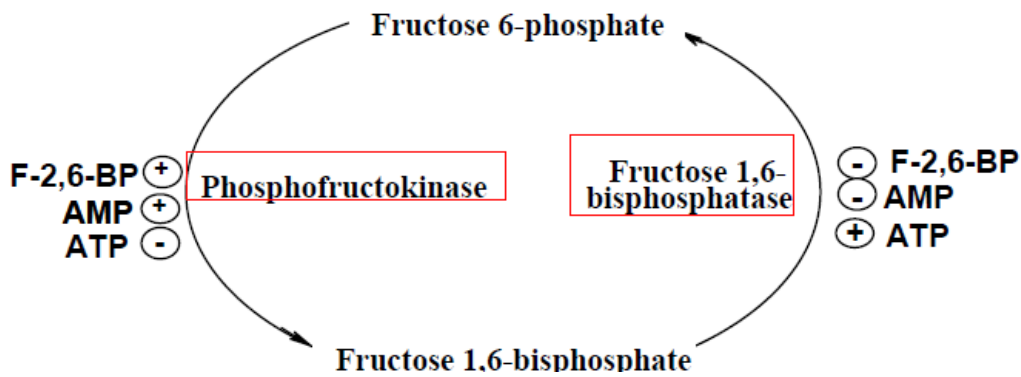 Fructose 6-phosphate
F-2,6-BP +
AMP +
ATP -
Phosphofructokinase
Fructose 1,6-
bisphosphatase
- F-2,6-BP
- AMP
+ ATP
Fructose 1,6-bisphosphate